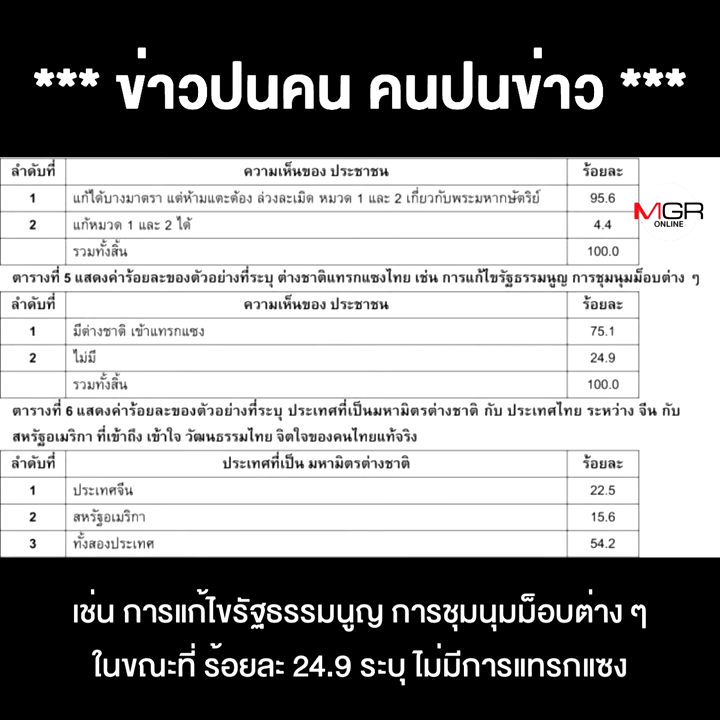 *** ข่าวปนคน คนปนข่าว ***
ลำดับที่ ความเห็นของ ประชาชน ร้อยละ
1 แก้ได้บางมาตรา แต่ห้ามแตะต้อง ล่วงละเมิด หมวด 1 และ 2 เกี่ยวกับพระมหากษัตริย์ 95.6
MGR
ONLINE
2 แก้หมวด 1 และ 2 ได้ 4.4
รวมทั้งสิ้น 100.0
ตารางที่ 5 แสดงค่าร้อยละของตัวอย่างที่ระบุ ต่างชาติแทรกแซงไทย เช่น การแก้ไขรัฐธรรมนูญ การชุมนุมม็อบต่าง ๆ
ลำดับที่ ความเห็นของ ประชาชน ร้อยละ
1 มีต่างชาติ เข้าแทรกแซง 75.1
2 ไม่มี 24.9
รวมทั้งสิ้น 100.0
ตารางที่ 6 แสดงค่าร้อยละของตัวอย่างที่ระบุ ประเทศที่เป็นมหามิตรต่างชาติ กับ ประเทศไทย ระหว่าง จีน กับ
สหรัฐอเมริกา ที่เข้าถึง เข้าใจ วัฒนธรรมไทย จิตใจของคนไทยแท้จริง
ลำดับที่ ประเทศที่เป็น มหามิตรต่างชาติ ร้อยละ
1 ประเทศจีน 22.5
2 สหรัฐอเมริกา 15.6
3 ทั้งสองประเทศ 54.2
เช่น การแก้ไขรัฐธรรมนูญ การชุมนุมม็อบต่าง ๆ
ในขณะที่ ร้อยละ 24.9 ระบุ ไม่มีการแทรกแซง